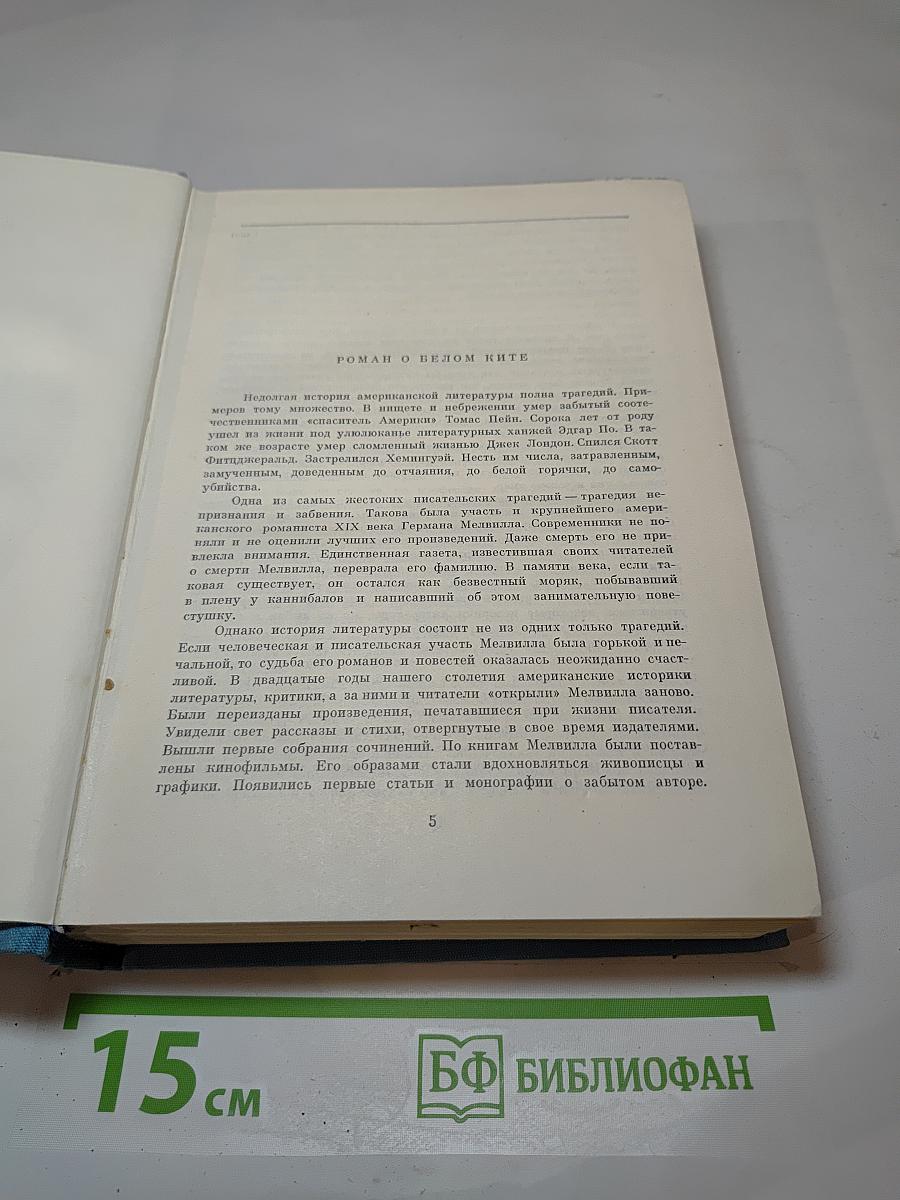 РОМАН О БЕЛОМ КИТЕ
Недолгая история американской литературы полна трагедий. При-
меров тому множество. В нищете и небрежении умер забытый сооте-
чественниками «спаситель Америки» Томас Пейн. Сорока лет от роду
ушел из жизни под улюлюканье литературных ханжей Эдгар По. В та-
ком же возрасте умер сломленный жизнью Джек Лондон. Спился Скотт
Фитцджеральд. Застрелился Хемингуэй. Несть им числа, затравленным,
замученным, доведенным до отчаяния, до белой горячки, до само-
убийства.
Одна из самых жестоких писательских трагедий — трагедия не-
признания и забвения. Такова была участь и крупнейшего амери-
канского романиста XIX века Германа Мелвилла. Современники не по-
няли и не оценили лучших его произведений. Даже смерть его не при-
влекла внимания. Единственная газета, известившая своих читателей
о смерти Мелвилла, переврала его фамилию. В памяти века, если та-
ковая существует, он остался как безвестный моряк, побывавший
в плену у каннибалов и написавший об этом занимательную пове-
стушку.
Однако история литературы состоит не из одних только трагедий.
Если человеческая и писательская участь Мелвилла была горькой и пе-
чальной, то судьба его романов и повестей оказалась неожиданно счаст-
ливой. В двадцатые годы нашего столетия американские историки
литературы, критики, а за ними и читатели «открыли» Мелвилла заново.
Были переизданы произведения, печатавшиеся при жизни писателя.
Увидели свет рассказы и стихи, отвергнутые в свое время издателями.
Вышли первые собрания сочинений. По книгам Мелвилла были постав-
лены кинофильмы. Его образами стали вдохновляться живописцы и
графики. Появились первые статьи и монографии о забытом авторе.
5
15 см
БФ БИБЛИОФАН